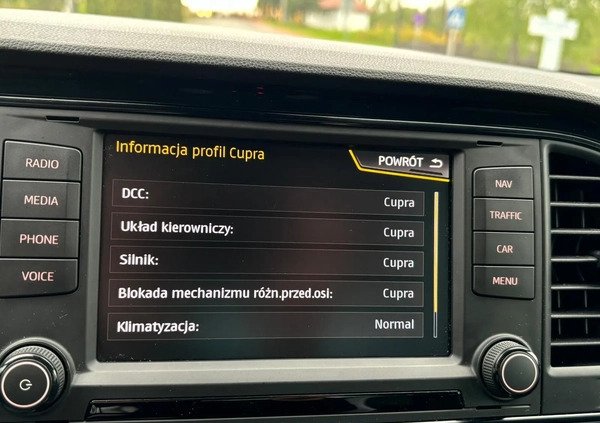 Informacja profil Cupra
POWRÓT
DCC: Cupra
Układ kierowniczy: Cupra
Silnik: Cupra
Blokada mechanizmu różn.przed.osi: Cupra
Klimatyzacja: Normal
RADIO
MEDIA
PHONE
VOICE
NAV
TRAFFIC
CAR
MENU